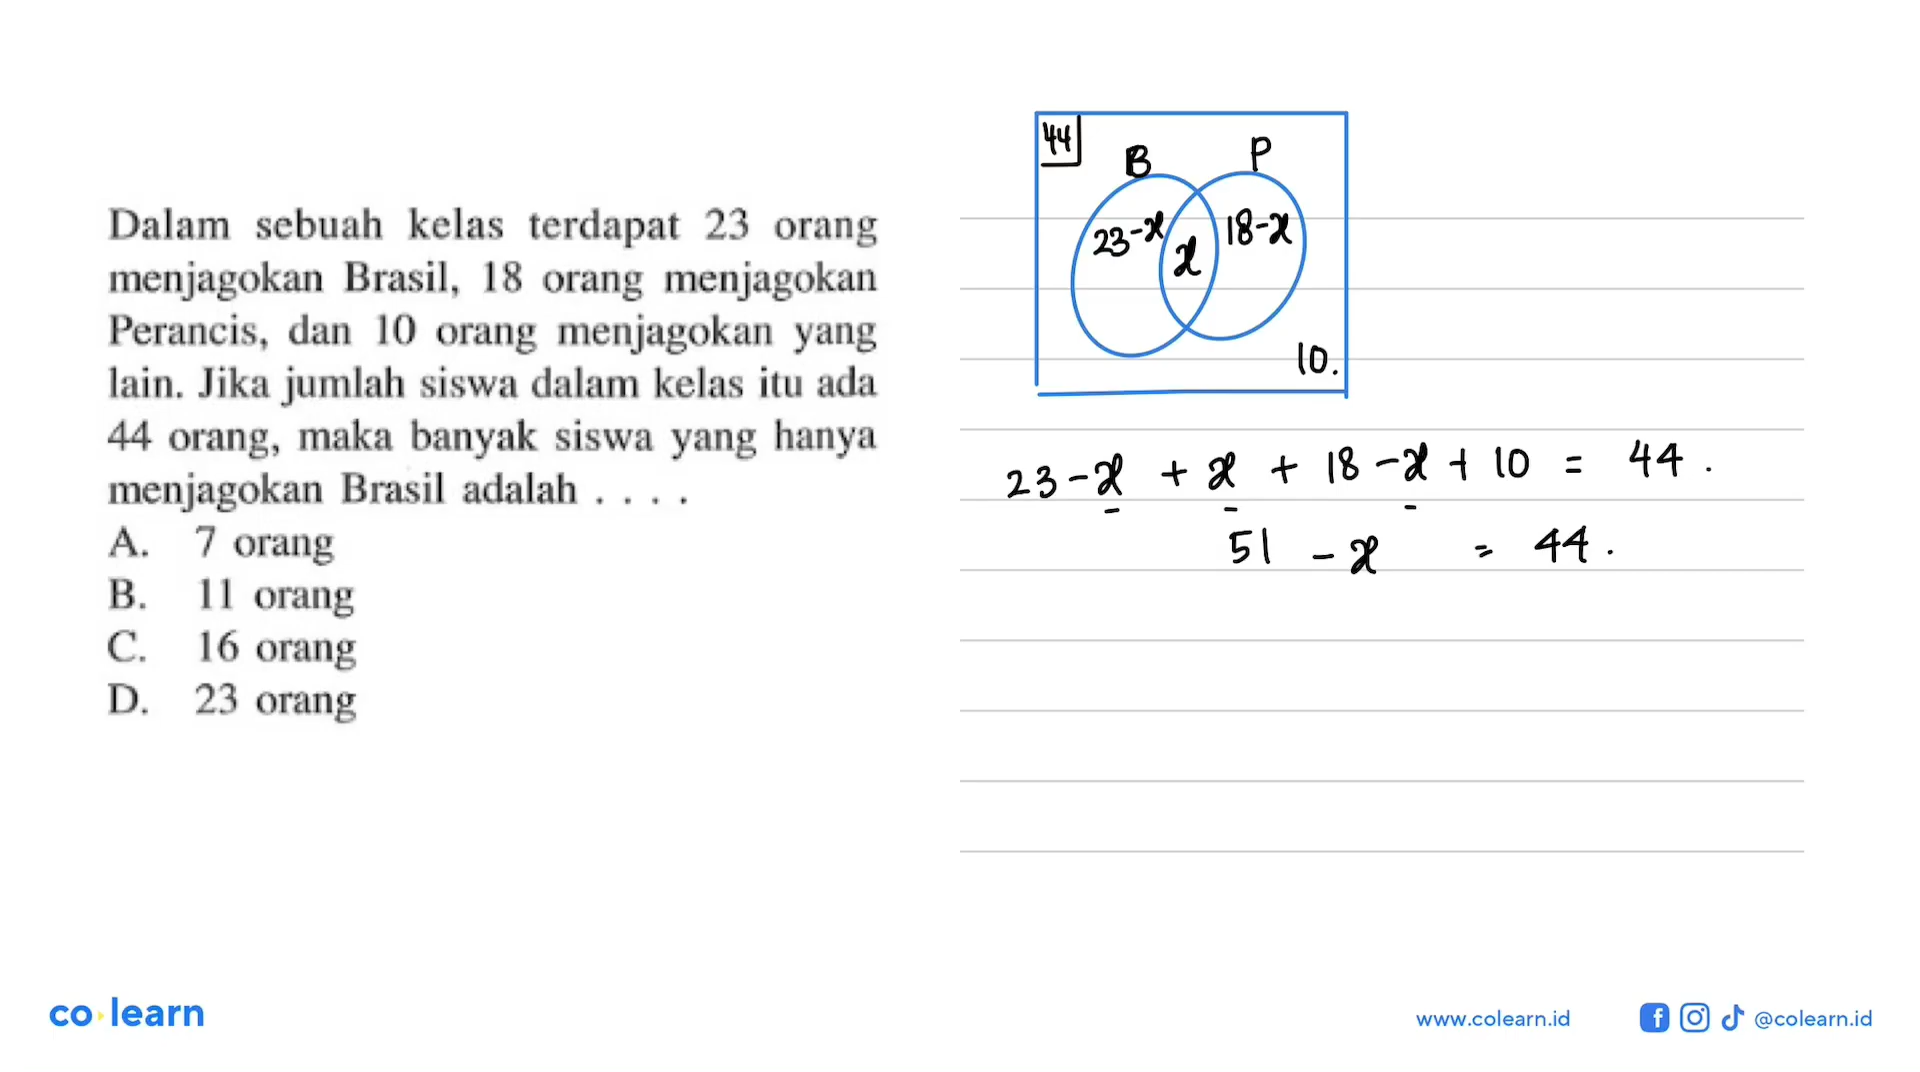 Dalam sebuah kelas terdapat 23 orang
menjagokan Brasil, 18 orang menjagokan
Perancis, dan 10 orang menjagokan yang
lain. Jika jumlah siswa dalam kelas itu ada
44 orang, maka banyak siswa yang hanya
menjagokan Brasil adalah . . . .
A. 7 orang
B. 11 orang
C. 16 orang
D. 23 orang
44
B P
23-x x 18-x
10.
23-x + x + 18-x + 10 = 44.
51 - x = 44.
co learn
www.colearn.id @colearn.id